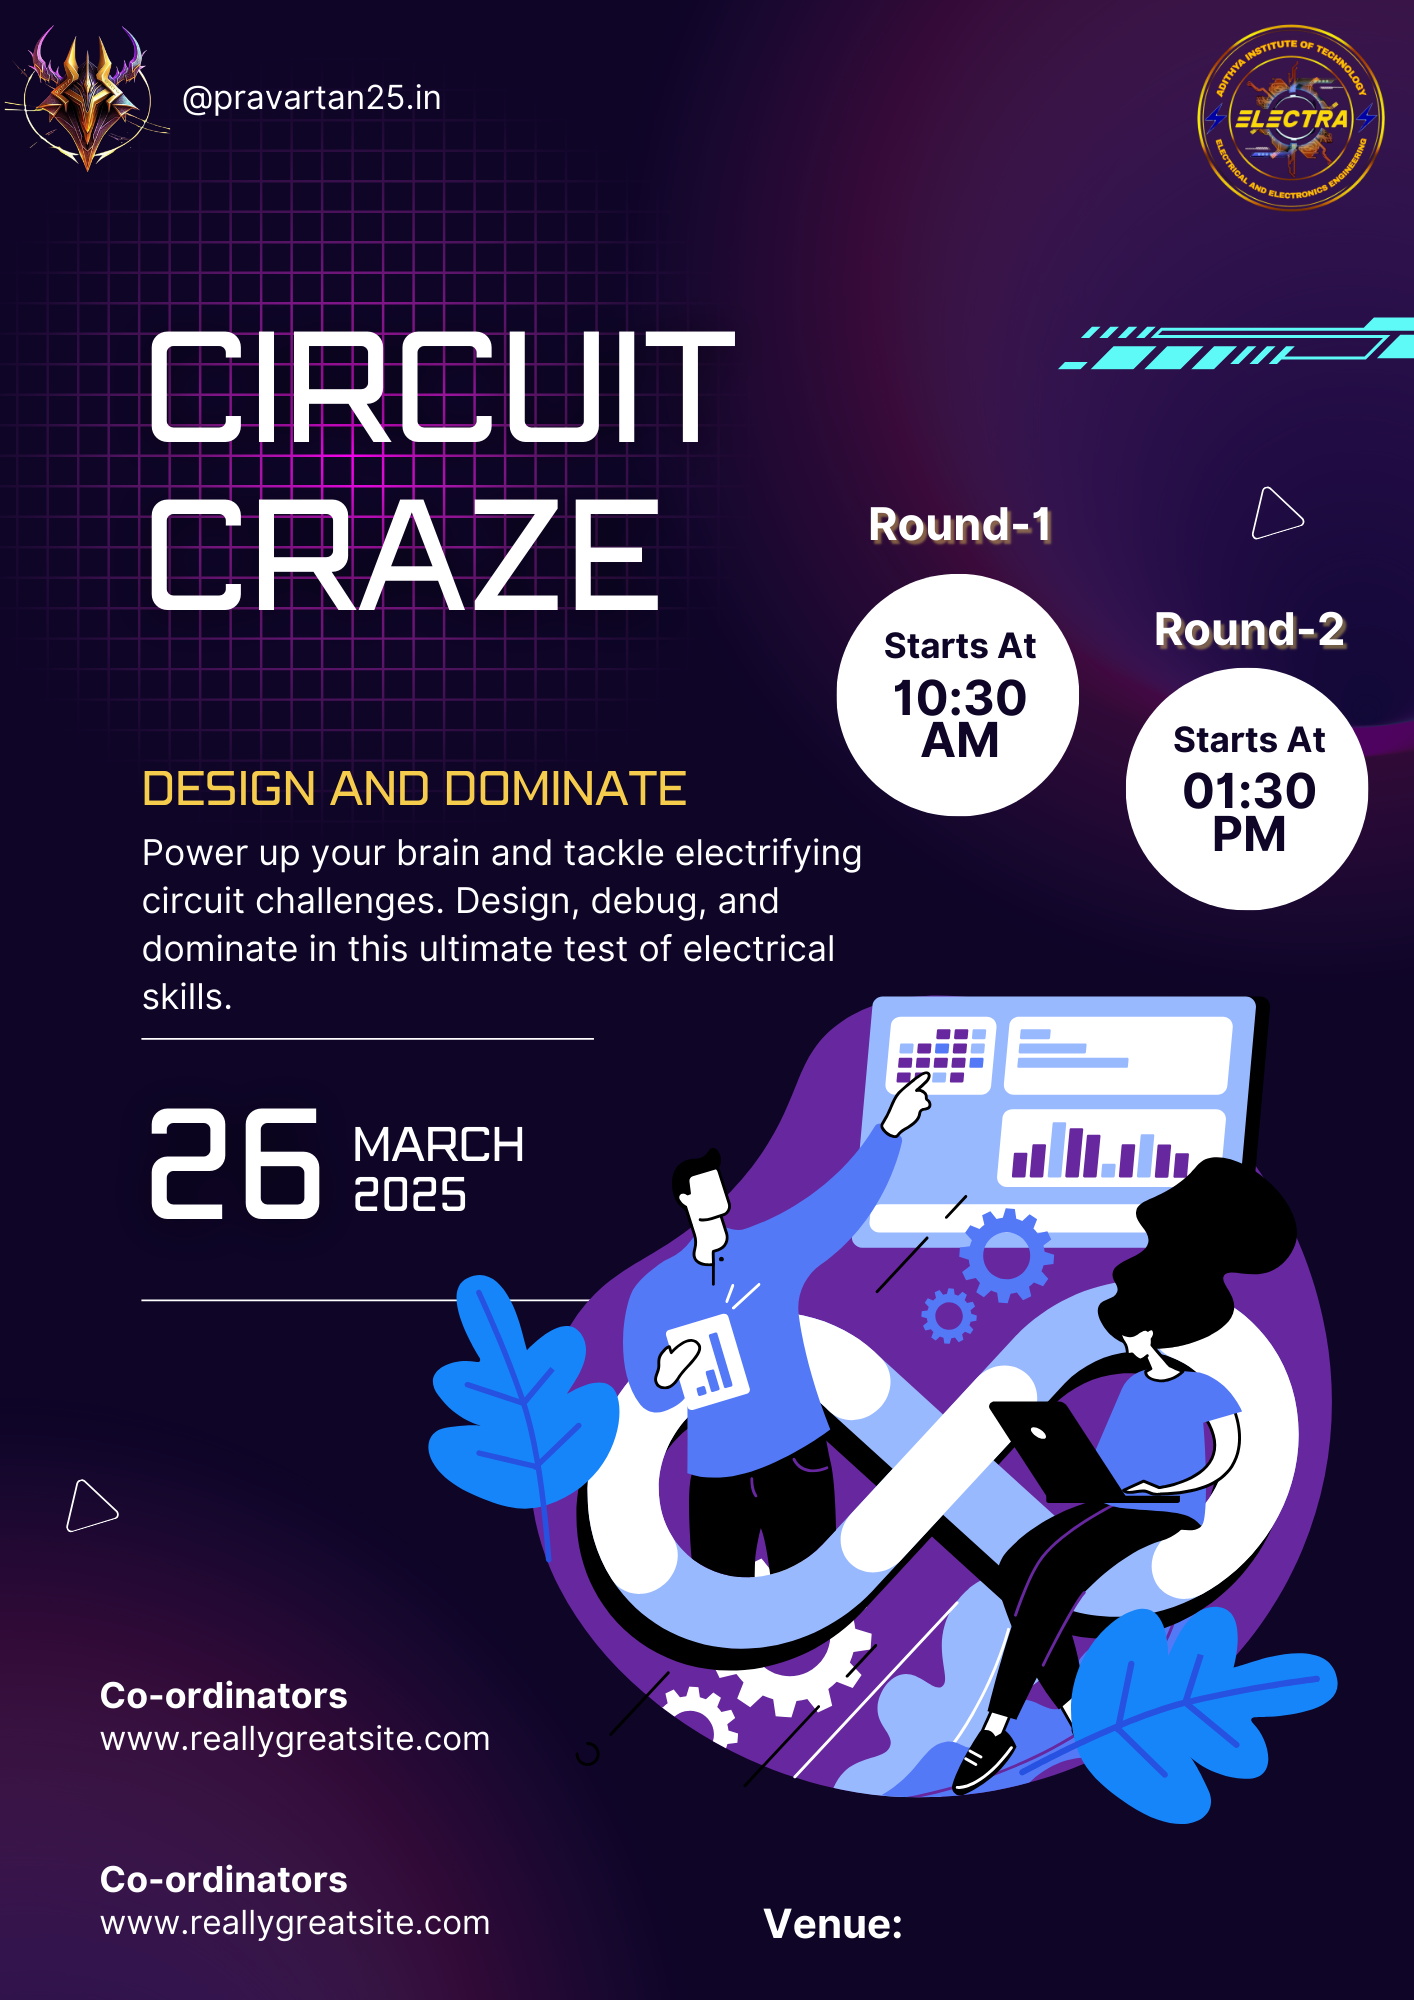 @pravartan25.in
ADITHYA INSTITUTE OF TECHNOLOGY
ELECTRA
ELECTRICAL AND ELECTRONICS ENGINEERING
CIRCUIT
CRAZE
Round-1
Starts At
10:30
AM
Round-2
Starts At
01:30
PM
DESIGN AND DOMINATE
Power up your brain and tackle electrifying
circuit challenges. Design, debug, and
dominate in this ultimate test of electrical
skills.
26
MARCH
2025
Co-ordinators
www.reallygreatsite.com
Co-ordinators
www.reallygreatsite.com
Venue: